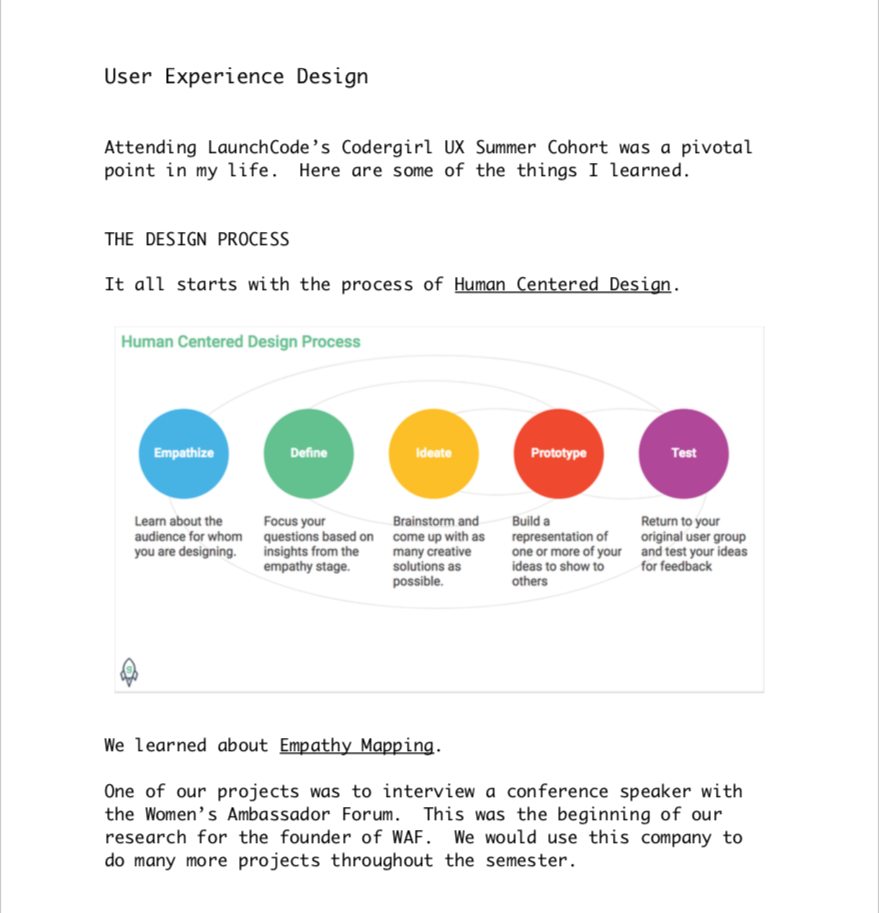 User Experience Design
Attending LaunchCode’s Codergirl UX Summer Cohort was a pivotal
point in my life.  Here are some of the things I learned.
THE DESIGN PROCESS
It all starts with the process of Human Centered Design.
Human Centered Design Process
Empathize
Define
Ideate
Prototype
Test
Learn about the
audience for whom
you are designing.
Focus your
questions based on
insights from the
empathy stage.
Brainstorm and
come up with as
many creative
solutions as
possible.
Build a
representation of
one or more of your
ideas to show to
others
Return to your
original user group
and test your ideas
for feedback
We learned about Empathy Mapping.
One of our projects was to interview a conference speaker with
the Women’s Ambassador Forum.  This was the beginning of our
research for the founder of WAF.  We would use this company to
do many more projects throughout the semester.